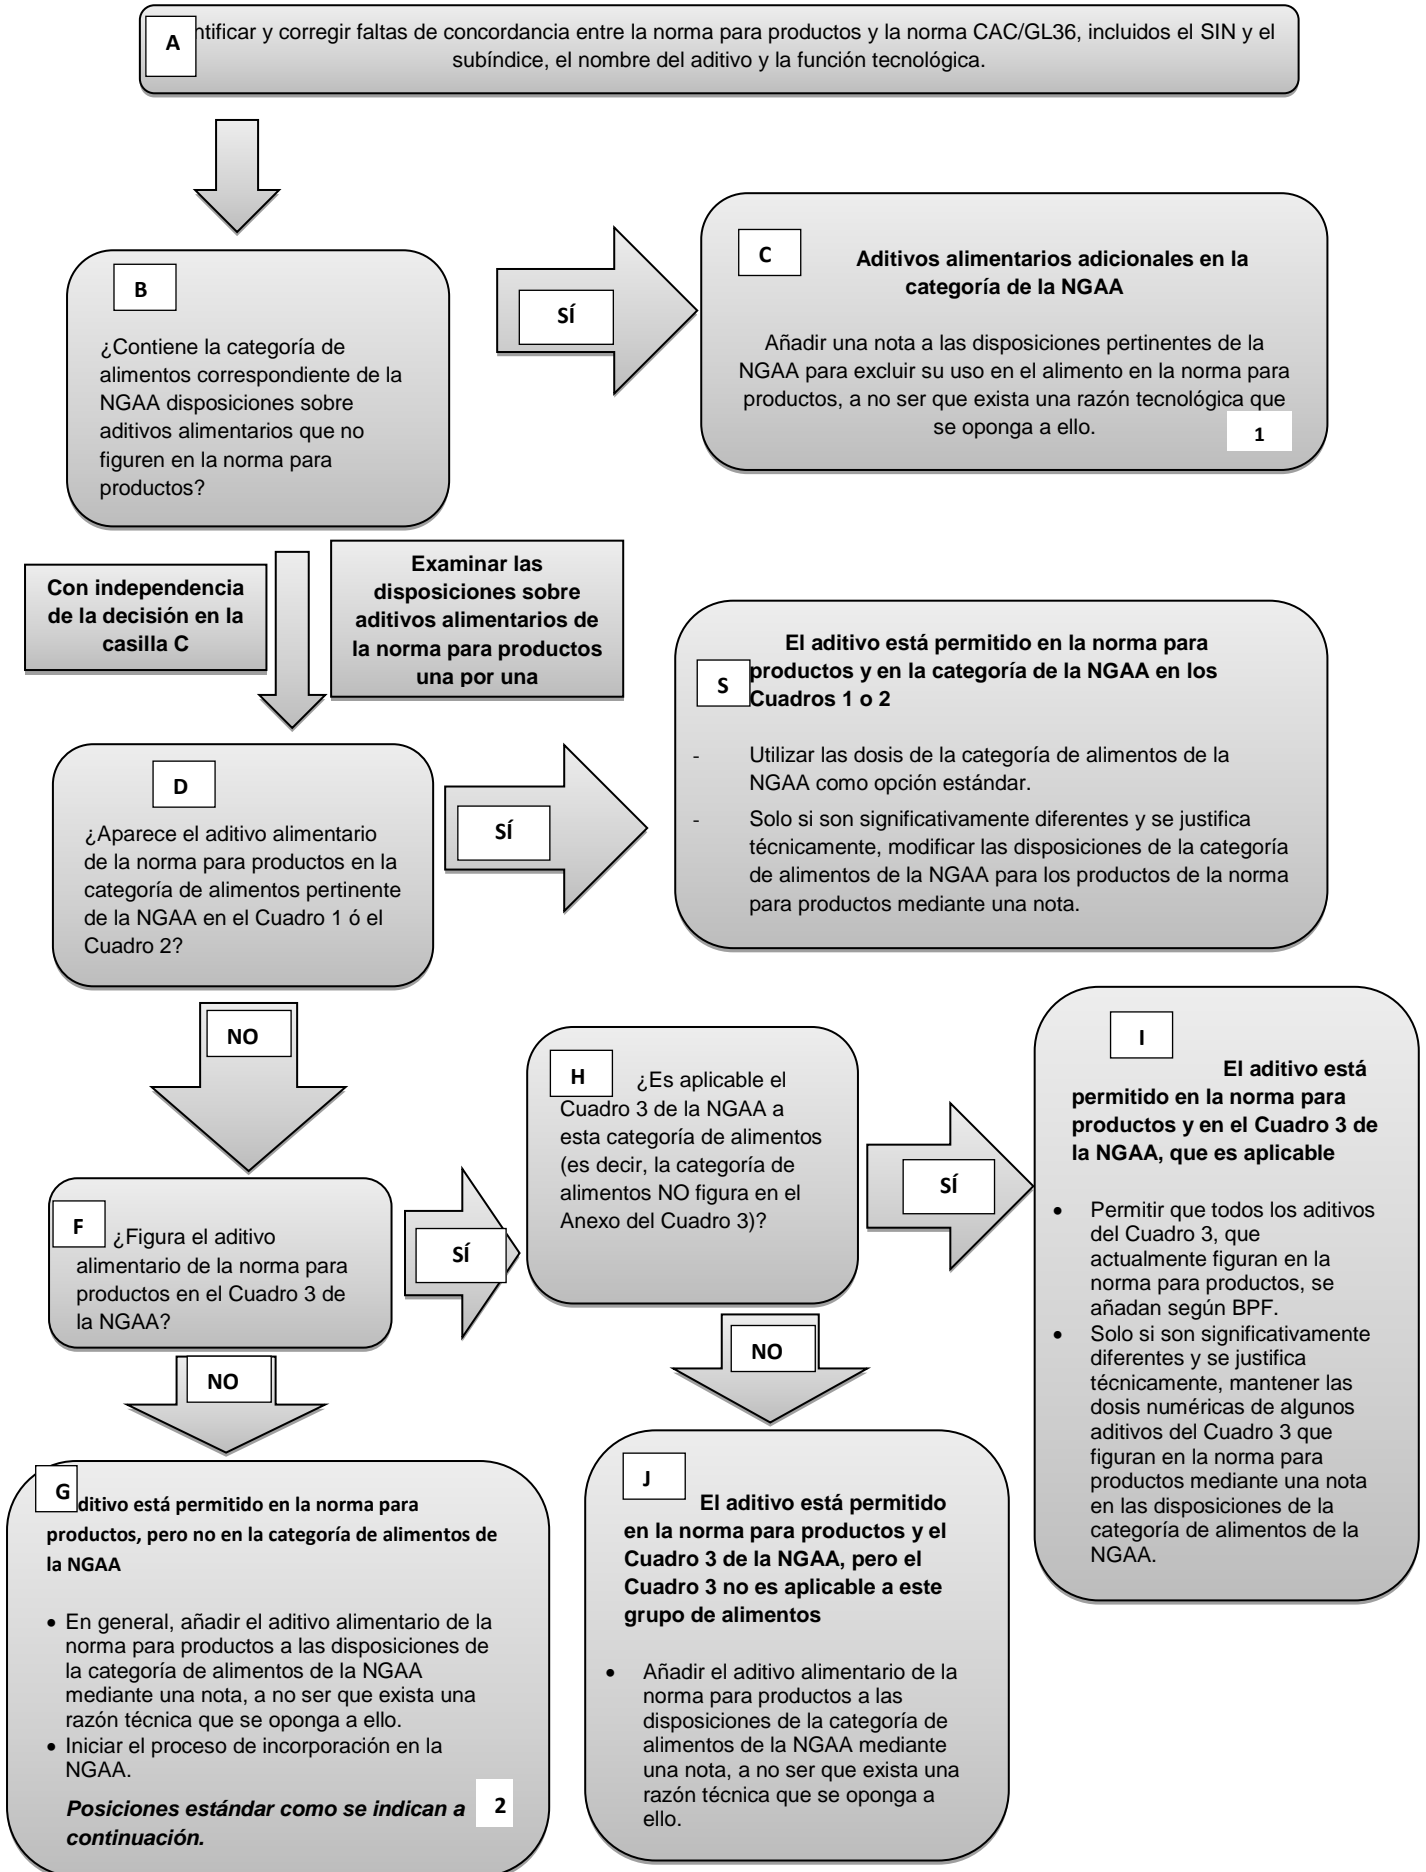 A
ntificar y corregir faltas de concordancia entre la norma para productos y la norma CAC/GL36, incluidos el SIN y el
subíndice, el nombre del aditivo y la función tecnológica.
B
¿Contiene la categoría de
alimentos correspondiente de la
NGAA disposiciones sobre
aditivos alimentarios que no
figuren en la norma para
productos?
SÍ
C
Aditivos alimentarios adicionales en la
categoría de la NGAA
Añadir una nota a las disposiciones pertinentes de la
NGAA para excluir su uso en el alimento en la norma para
productos, a no ser que exista una razón tecnológica que
se oponga a ello.
1
Con independencia
de la decisión en la
casilla C
Examinar las
disposiciones sobre
aditivos alimentarios de
la norma para productos
una por una
D
¿Aparece el aditivo alimentario
de la norma para productos en la
categoría de alimentos pertinente
de la NGAA en el Cuadro 1 ó el
Cuadro 2?
SÍ
S
El aditivo está permitido en la norma para
productos y en la categoría de la NGAA en los
Cuadros 1 o 2
- Utilizar las dosis de la categoría de alimentos de la
NGAA como opción estándar.
- Solo si son significativamente diferentes y se justifica
técnicamente, modificar las disposiciones de la categoría
de alimentos de la NGAA para los productos de la norma
para productos mediante una nota.
NO
F
¿Figura el aditivo
alimentario de la norma para
productos en el Cuadro 3 de
la NGAA?
SÍ
H
¿Es aplicable el
Cuadro 3 de la NGAA a
esta categoría de alimentos
(es decir, la categoría de
alimentos NO figura en el
Anexo del Cuadro 3)?
SÍ
I
El aditivo está
permitido en la norma para
productos y en el Cuadro 3 de
la NGAA, que es aplicable
• Permitir que todos los aditivos
del Cuadro 3, que
actualmente figuran en la
norma para productos, se
añadan según BPF.
• Solo si son significativamente
diferentes y se justifica
técnicamente, mantener las
dosis numéricas de algunos
aditivos del Cuadro 3 que
figuran en la norma para
productos mediante una nota
en las disposiciones de la
categoría de alimentos de la
NGAA.
NO
NO
G
ditivo está permitido en la norma para
productos, pero no en la categoría de alimentos de
la NGAA
• En general, añadir el aditivo alimentario de la
norma para productos a las disposiciones de
la categoría de alimentos de la NGAA
mediante una nota, a no ser que exista una
razón técnica que se oponga a ello.
• Iniciar el proceso de incorporación en la
NGAA.
Posiciones estándar como se indican a
continuación.
2
J
El aditivo está permitido
en la norma para productos y el
Cuadro 3 de la NGAA, pero el
Cuadro 3 no es aplicable a este
grupo de alimentos
• Añadir el aditivo alimentario de la
norma para productos a las
disposiciones de la categoría de
alimentos de la NGAA mediante
una nota, a no ser que exista una
razón técnica que se oponga a
ello.